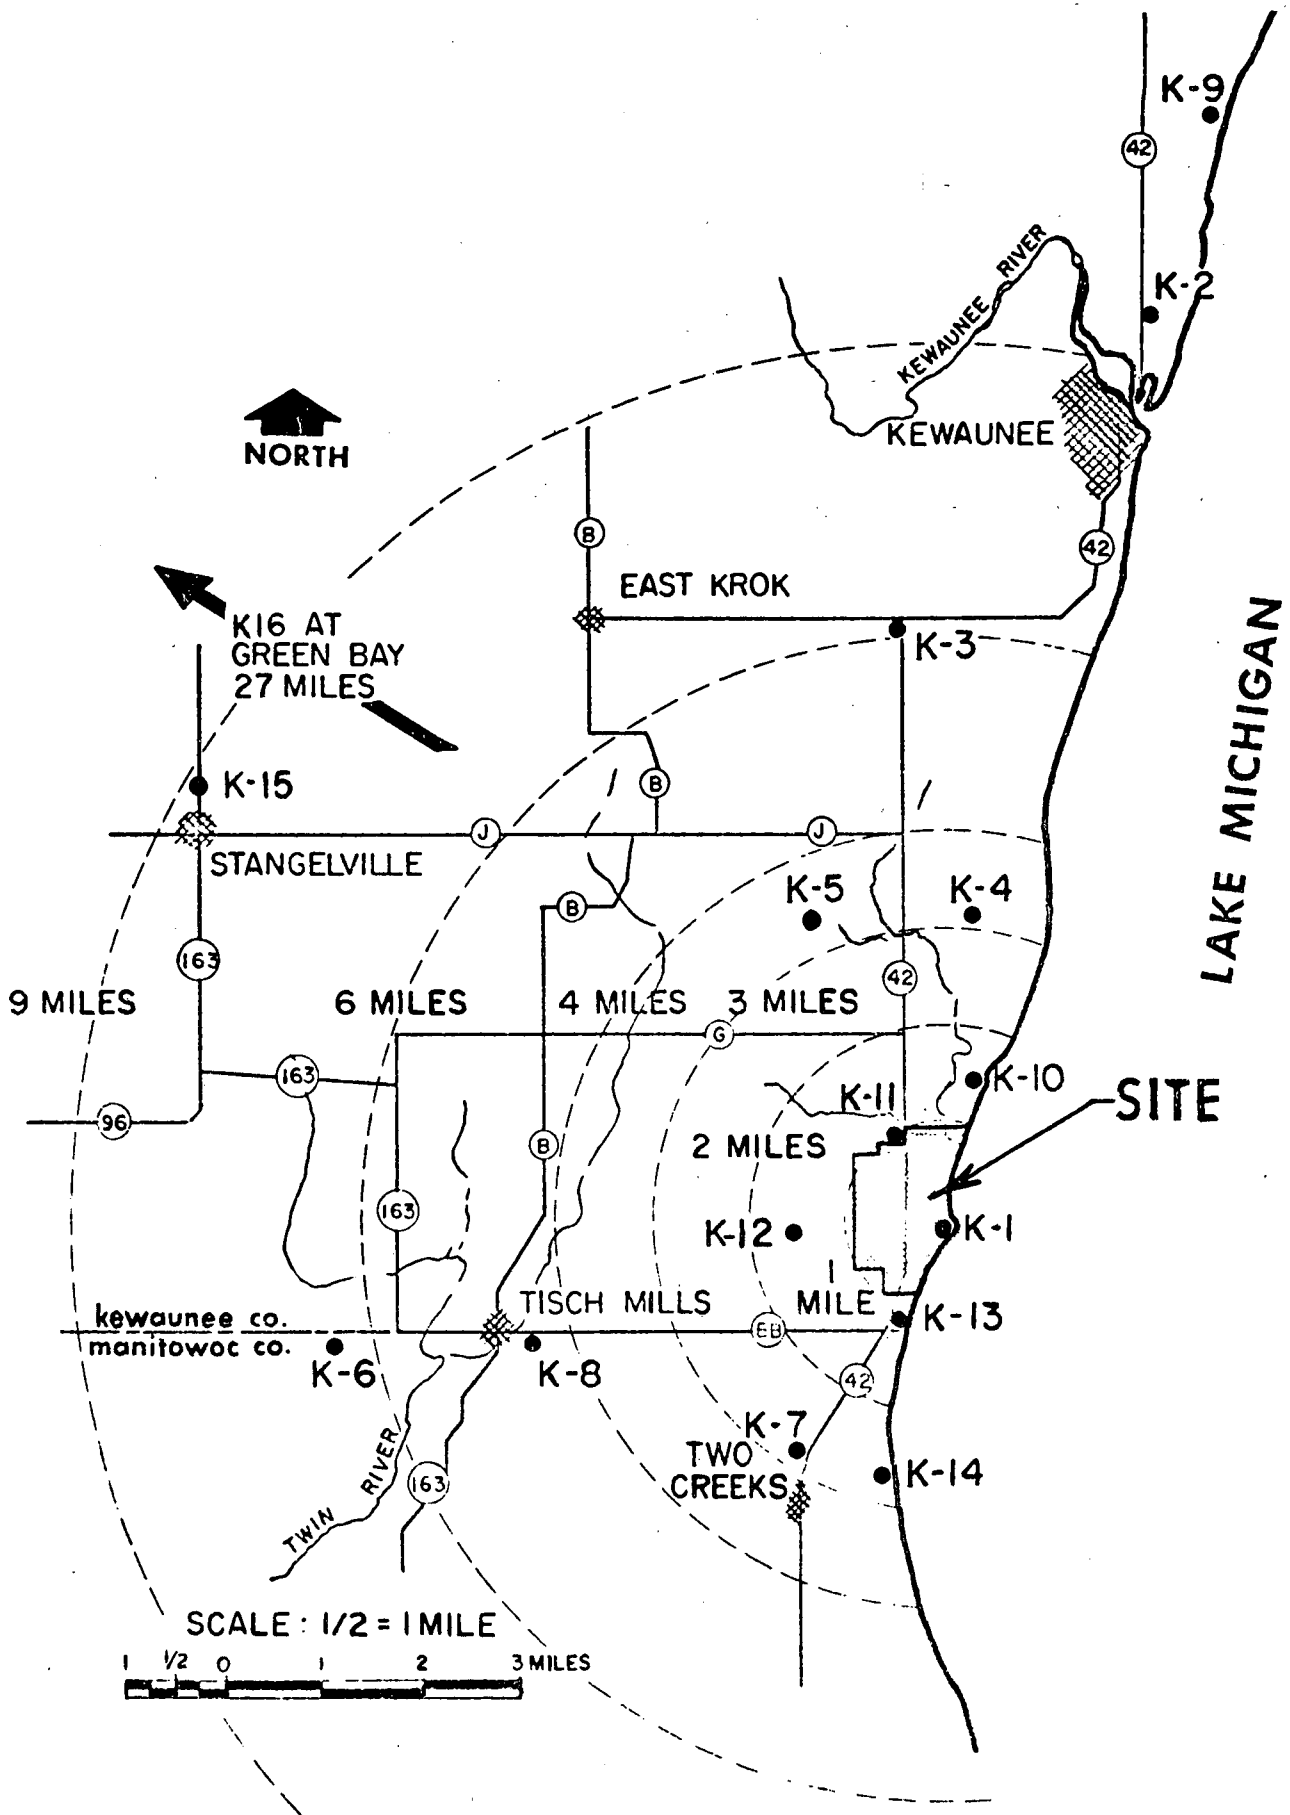 K-9
42
KEWAUNEE RIVER
K-2
KEWAUNEE
NORTH
B
42
EAST KROK
K16 AT
GREEN BAY
27 MILES
K-3
LAKE MICHIGAN
K-15
B
J
J
STANGELVILLE
K-5
K-4
B
163
42
9 MILES
6 MILES
4 MILES
3 MILES
G
163
K-11
K-10
SITE
96
B
2 MILES
163
K-12
K-1
1
MILE
TISCH MILLS
kewaunee co.
manitowoc co.
EB
K-13
K-6
K-8
42
K-7
TWO
CREEKS
K-14
TWIN RIVER
163
SCALE: 1/2 = 1 MILE
1 1/2 0 1 2 3 MILES